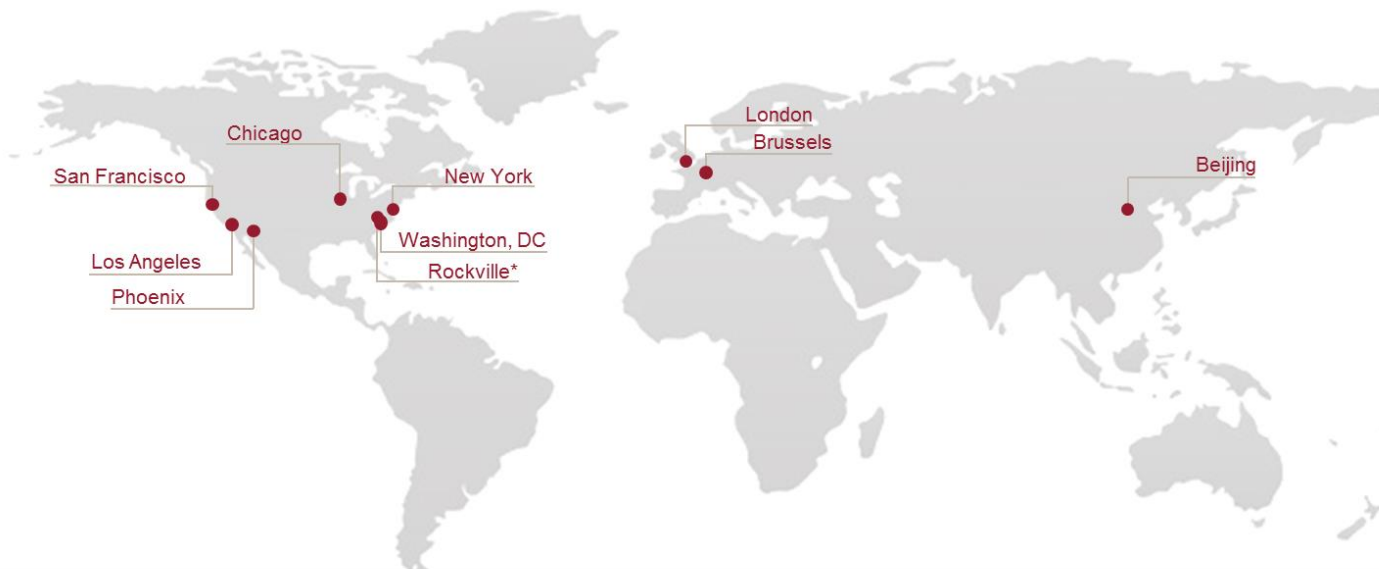 London
Chicago
Brussels
Beijing
San Francisco
New York
Washington, DC
Los Angeles
Rockville*
Phoenix